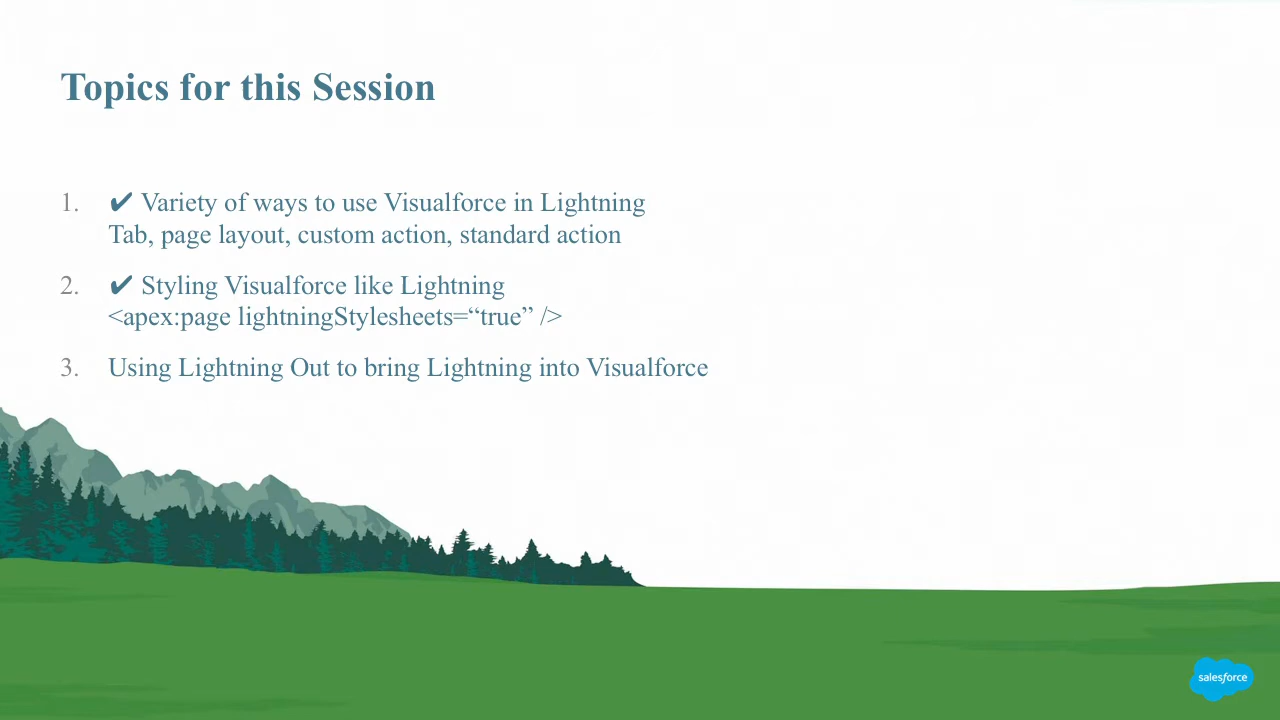 Topics for this Session
1. ✔ Variety of ways to use Visualforce in Lightning
Tab, page layout, custom action, standard action
2. ✔ Styling Visualforce like Lightning
<apex:page lightningStylesheets=“true” />
3. Using Lightning Out to bring Lightning into Visualforce
salesforce